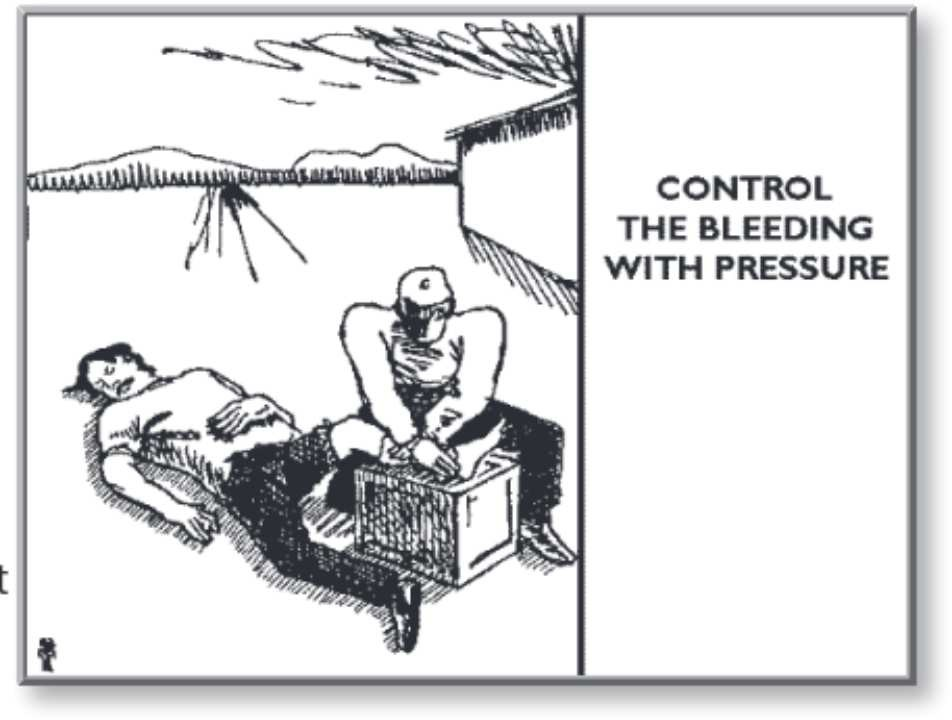 CONTROL
THE BLEEDING
WITH PRESSURE
t
C